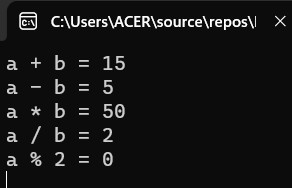 C:\Users\ACER\source\repos\
a + b = 15
a - b = 5
a * b = 50
a / b = 2
a % 2 = 0